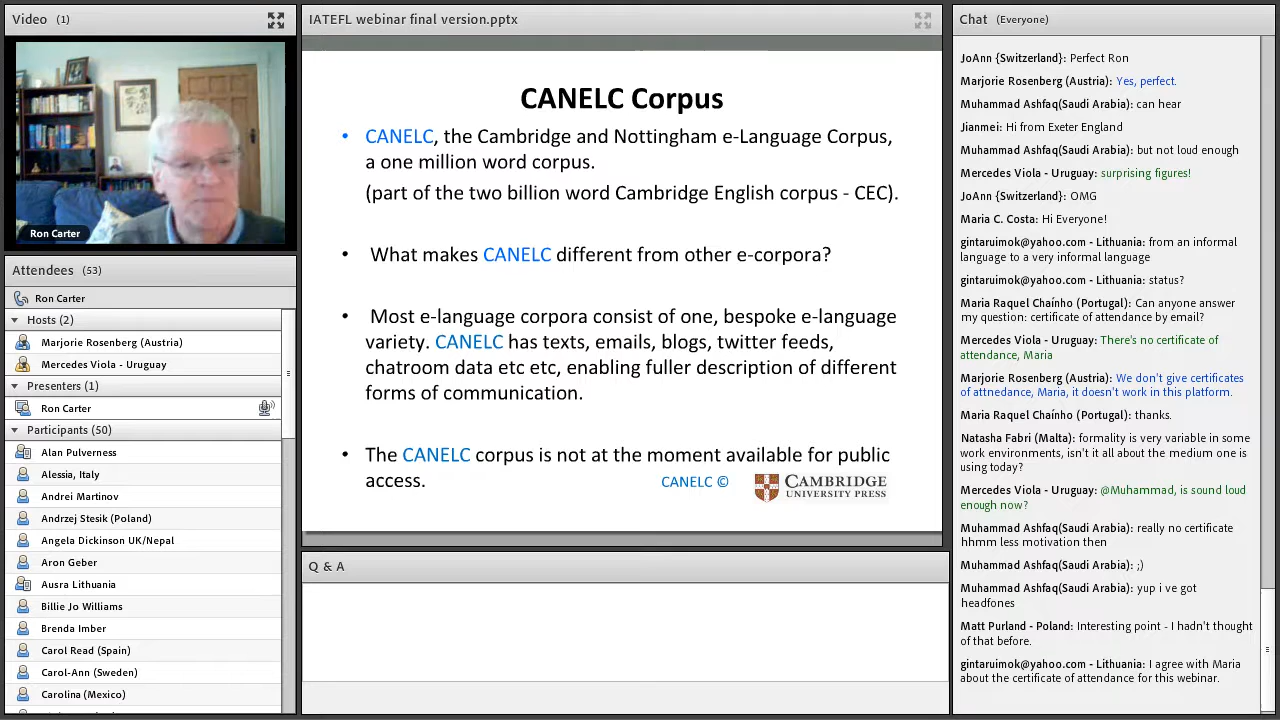 Video (1)
Ron Carter
Attendees (53)
Ron Carter
Hosts (2)
Marjorie Rosenberg (Austria)
Mercedes Viola - Uruguay
Presenters (1)
Ron Carter
Participants (50)
Alan Pulverness
Alessia, Italy
Andrei Martinov
Andrzej Stesik (Poland)
Angela Dickinson UK/Nepal
Aron Geber
Ausra Lithuania
Billie Jo Williams
Brenda Imber
Carol Read (Spain)
Carol-Ann (Sweden)
Carolina (Mexico)
IATEFL webinar final version.pptx
CANELC Corpus
• CANELC, the Cambridge and Nottingham e-Language Corpus,
a one million word corpus.
(part of the two billion word Cambridge English corpus - CEC).
• What makes CANELC different from other e-corpora?
• Most e-language corpora consist of one, bespoke e-language
variety. CANELC has texts, emails, blogs, twitter feeds,
chatroom data etc etc, enabling fuller description of different
forms of communication.
• The CANELC corpus is not at the moment available for public
access.
CANELC ©
CAMBRIDGE
UNIVERSITY PRESS
Q & A
Chat (Everyone)
JoAnn {Switzerland}: Perfect Ron
Marjorie Rosenberg (Austria): Yes, perfect.
Muhammad Ashfaq(Saudi Arabia): can hear
Jianmei: Hi from Exeter England
Muhammad Ashfaq(Saudi Arabia): but not loud enough
Mercedes Viola - Uruguay: surprising figures!
JoAnn {Switzerland}: OMG
Maria C. Costa: Hi Everyone!
gintaruimok@yahoo.com - Lithuania: from an informal
language to a very informal language
gintaruimok@yahoo.com - Lithuania: status?
Maria Raquel Chaínho (Portugal): Can anyone answer
my question: certificate of attendance by email?
Mercedes Viola - Uruguay: There's no certificate of
attendance, Maria
Marjorie Rosenberg (Austria): We don't give certificates
of attnedance, Maria, it doesn't work in this platform.
Maria Raquel Chaínho (Portugal): thanks.
Natasha Fabri (Malta): formality is very variable in some
work environments, isn't it all about the medium one is
using today?
Mercedes Viola - Uruguay: @Muhammad, is sound loud
enough now?
Muhammad Ashfaq(Saudi Arabia): really no certificate
hhmm less motivation then
Muhammad Ashfaq(Saudi Arabia): ;)
Muhammad Ashfaq(Saudi Arabia): yup i ve got
headfones
Matt Purland - Poland: Interesting point - I hadn't thought
of that before.
gintaruimok@yahoo.com - Lithuania: I agree with Maria
about the certificate of attendance for this webinar.